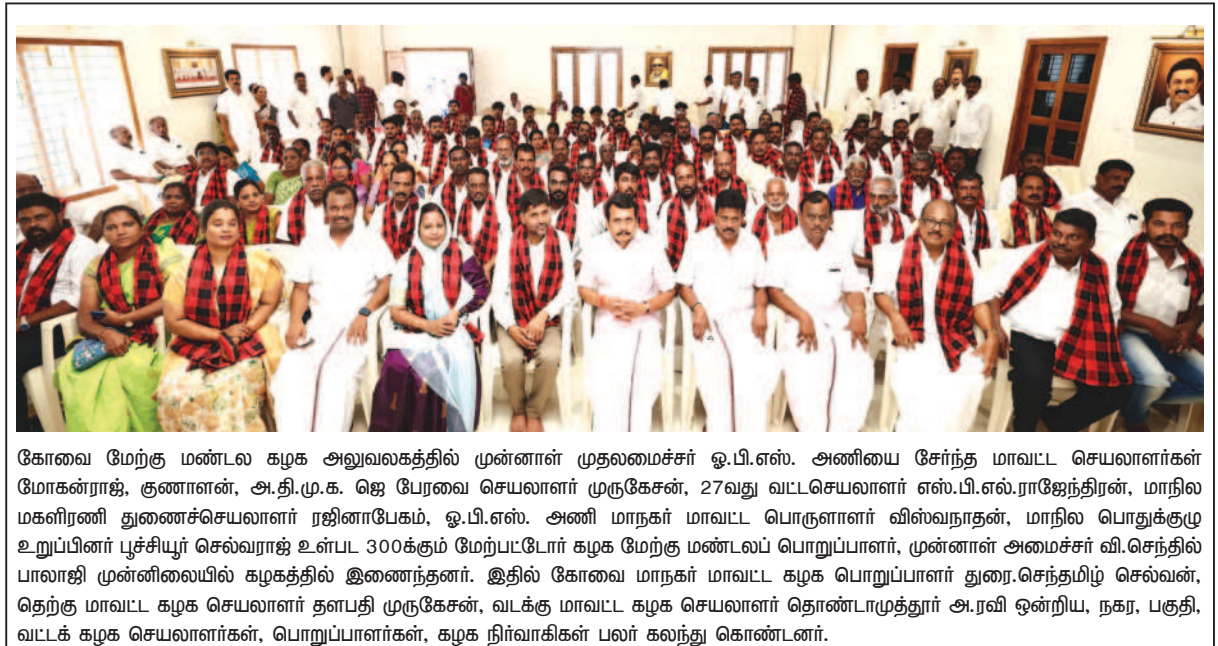 கோவை மேற்கு மண்டல கழக அலுவலகத்தில் முன்னாள் முதலமைச்சர் ஓ.பி.எஸ். அணியை சேர்ந்த மாவட்ட செயலாளர்கள்
மோகன்ராஜ், குணாளன், அ.தி.மு.க. ஜெ பேரவை செயலாளர் முருகேசன், 27வது வட்டசெயலாளர் எஸ்.பி.எல்.ராஜேந்திரன், மாநில
மகளிரணி துணைச்செயலாளர் ரஜினாபேகம், ஓ.பி.எஸ். அணி மாநகர் மாவட்ட பொருளாளர் விஸ்வநாதன், மாநில பொதுக்குழு
உறுப்பினர் பூச்சியூர் செல்வராஜ் உள்பட 300க்கும் மேற்பட்டோர் கழக மேற்கு மண்டலப் பொறுப்பாளர், முன்னாள் அமைச்சர் வி.செந்தில்
பாலாஜி முன்னிலையில் கழகத்தில் இணைந்தனர். இதில் கோவை மாநகர் மாவட்ட கழக பொறுப்பாளர் துரை.செந்தமிழ் செல்வன்,
தெற்கு மாவட்ட கழக செயலாளர் தளபதி முருகேசன், வடக்கு மாவட்ட கழக செயலாளர் தொண்டாமுத்தூர் அ.ரவி ஒன்றிய, நகர, பகுதி,
வட்டக் கழக செயலாளர்கள், பொறுப்பாளர்கள், கழக நிர்வாகிகள் பலர் கலந்து கொண்டனர்.